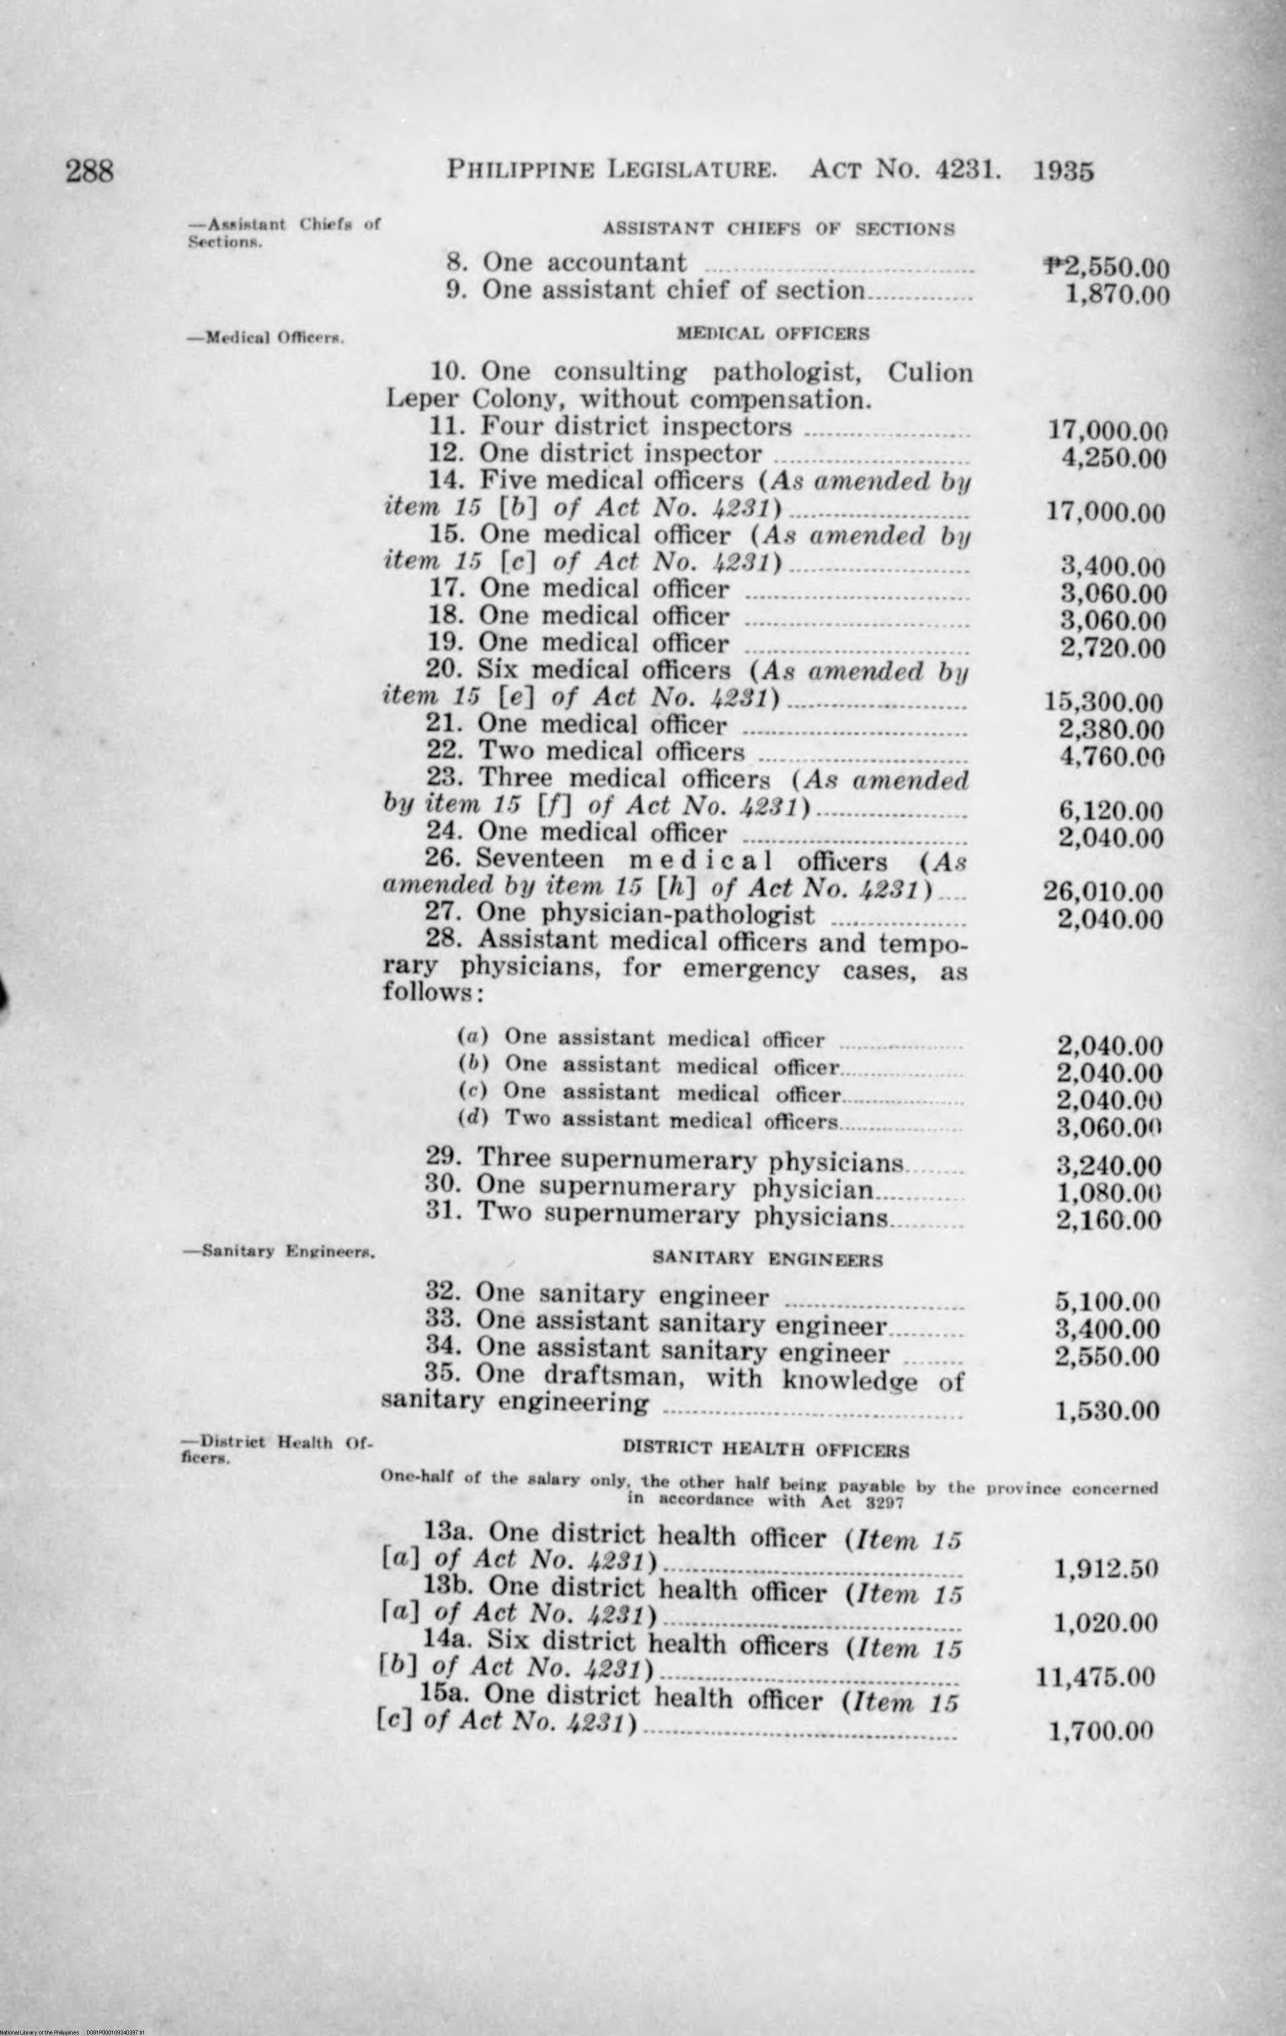 288 PHILIPPINE LEGISLATURE. ACT NO. 4231. 1935
—Assistant Chiefs of
Sections.
ASSISTANT CHIEFS OF SECTIONS
8. One accountant ........ ₱2,550.00
9. One assistant chief of section........ 1,870.00
—Medical Officers.
MEDICAL OFFICERS
10. One consulting pathologist, Culion
Leper Colony, without compensation.
11. Four district inspectors ........ 17,000.00
12. One district inspector ........ 4,250.00
14. Five medical officers (As amended by
item 15 [b] of Act No. 4231)........ 17,000.00
15. One medical officer (As amended by
item 15 [c] of Act No. 4231)........ 3,400.00
17. One medical officer ........ 3,060.00
18. One medical officer ........ 3,060.00
19. One medical officer ........ 2,720.00
20. Six medical officers (As amended by
item 15 [e] of Act No. 4231)........ 15,300.00
21. One medical officer ........ 2,380.00
22. Two medical officers ........ 4,760.00
23. Three medical officers (As amended
by item 15 [f] of Act No. 4231)........ 6,120.00
24. One medical officer ........ 2,040.00
26. Seventeen medical officers (As
amended by item 15 [h] of Act No. 4231).... 26,010.00
27. One physician-pathologist ........ 2,040.00
28. Assistant medical officers and tempo-
rary physicians, for emergency cases, as
follows:
(a) One assistant medical officer ........ 2,040.00
(b) One assistant medical officer........ 2,040.00
(c) One assistant medical officer........ 2,040.00
(d) Two assistant medical officers........ 3,060.00
29. Three supernumerary physicians........ 3,240.00
30. One supernumerary physician........ 1,080.00
31. Two supernumerary physicians........ 2,160.00
—Sanitary Engineers.
SANITARY ENGINEERS
32. One sanitary engineer ........ 5,100.00
33. One assistant sanitary engineer........ 3,400.00
34. One assistant sanitary engineer ........ 2,550.00
35. One draftsman, with knowledge of
sanitary engineering ........ 1,530.00
—District Health Of-
ficers.
DISTRICT HEALTH OFFICERS
One-half of the salary only, the other half being payable by the province concerned
in accordance with Act 3297
13a. One district health officer (Item 15
[a] of Act No. 4231)........ 1,912.50
13b. One district health officer (Item 15
[a] of Act No. 4231)........ 1,020.00
14a. Six district health officers (Item 15
[b] of Act No. 4231)........ 11,475.00
15a. One district health officer (Item 15
[c] of Act No. 4231)........ 1,700.00
National Library of the Philippines